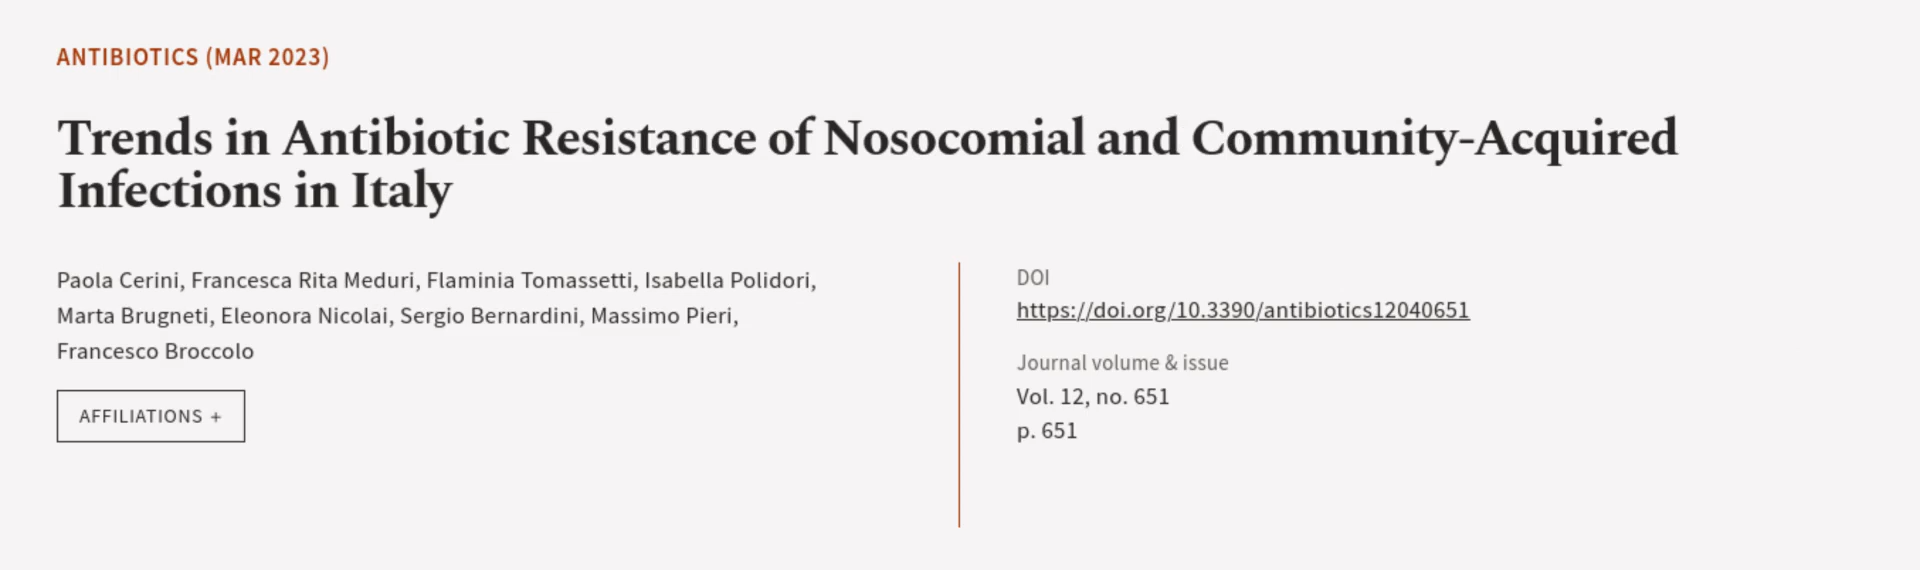 ANTIBIOTICS (MAR 2023)
Trends in Antibiotic Resistance of Nosocomial and Community-Acquired
Infections in Italy
Paola Cerini, Francesca Rita Meduri, Flaminia Tomassetti, Isabella Polidori,
Marta Brugneti, Eleonora Nicolai, Sergio Bernardini, Massimo Pieri,
Francesco Broccolo
AFFILIATIONS +
DOI
https://doi.org/10.3390/antibiotics12040651
Journal volume & issue
Vol. 12, no. 651
p. 651